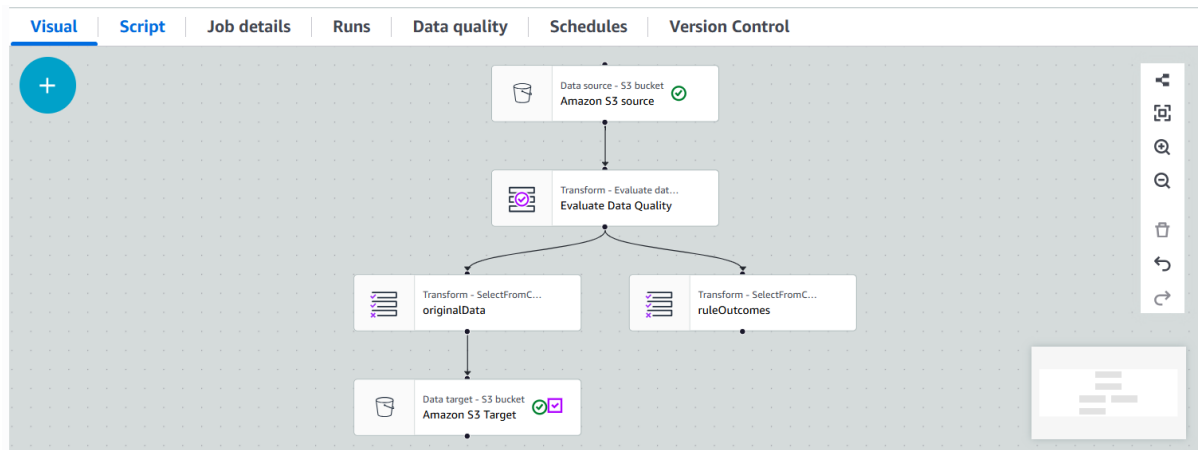 Visual Script Job details Runs Data quality Schedules Version Control
Data source - S3 bucket
Amazon S3 source
Transform - Evaluate dat...
Evaluate Data Quality
Transform - SelectFromC...
originalData
Transform - SelectFromC...
ruleOutcomes
Data target - S3 bucket
Amazon S3 Target